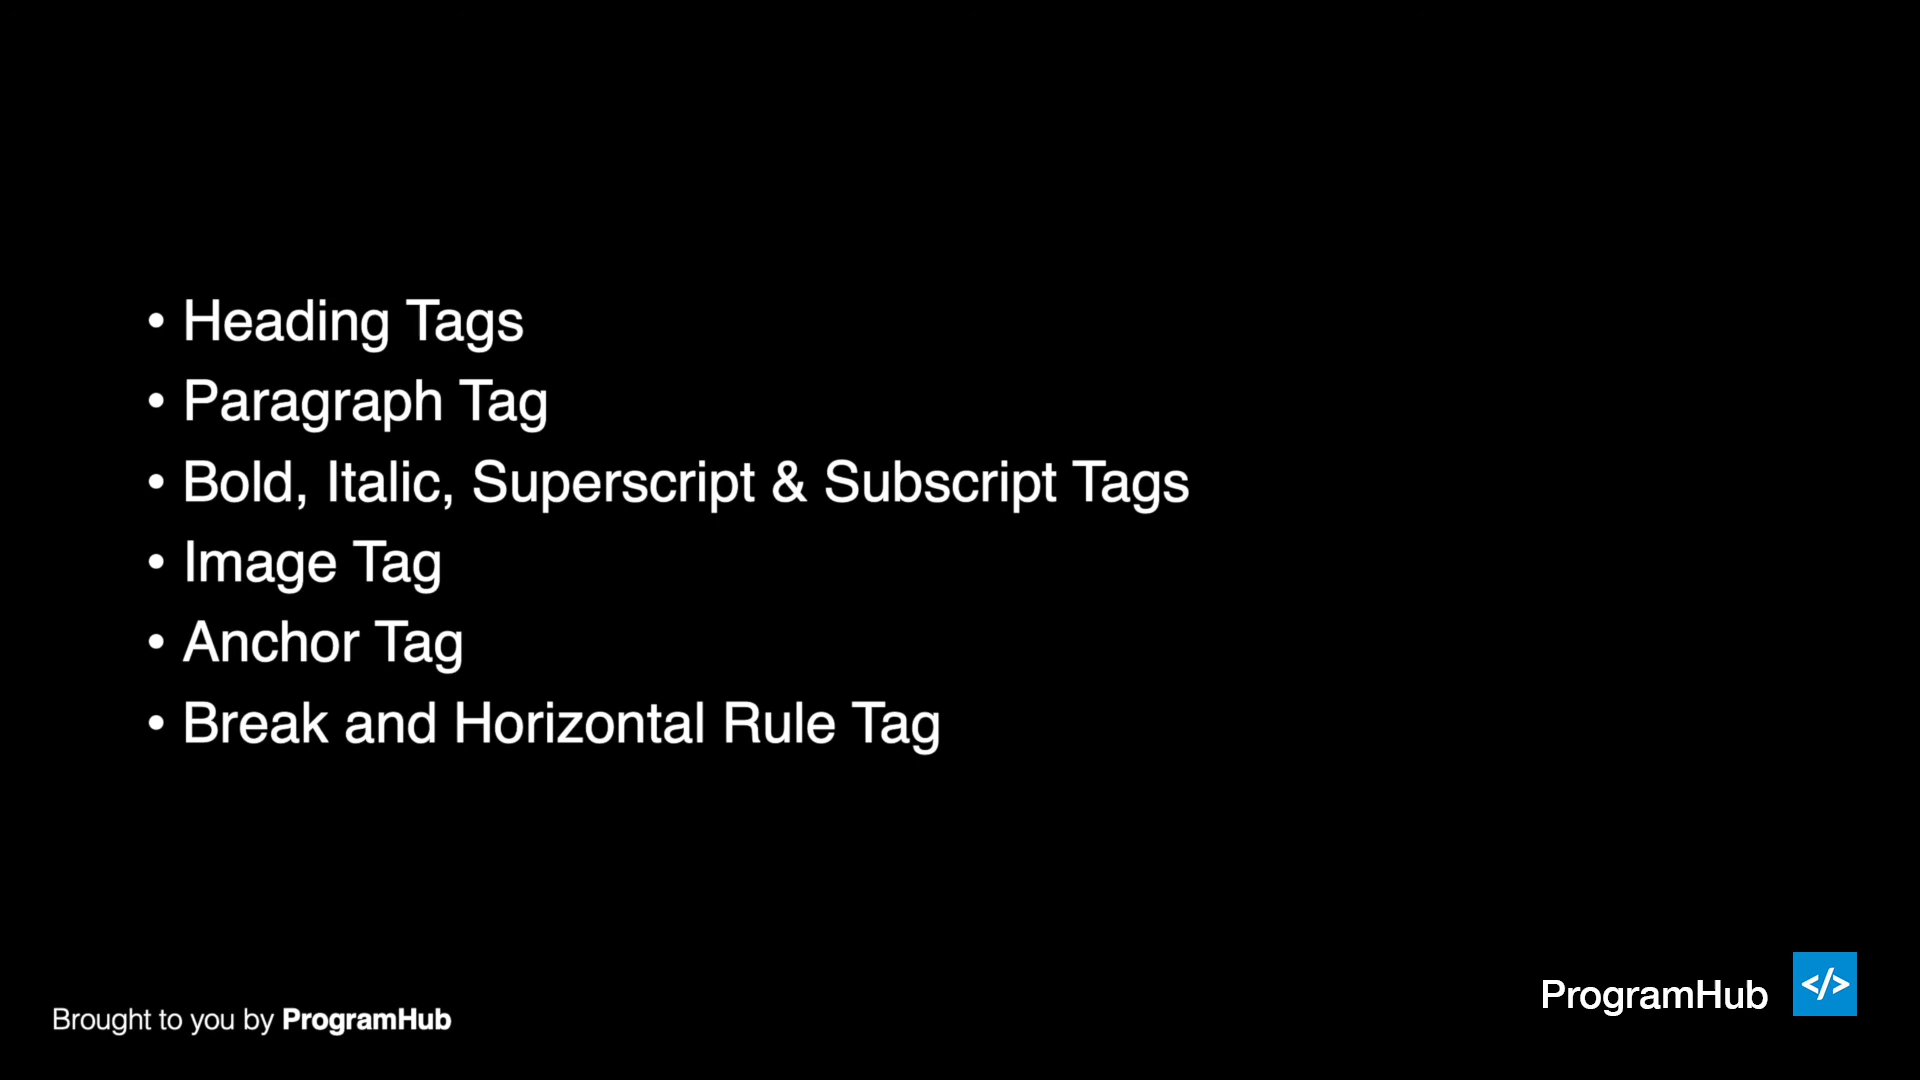 • Heading Tags
• Paragraph Tag
• Bold, Italic, Superscript & Subscript Tags
• Image Tag
• Anchor Tag
• Break and Horizontal Rule Tag
Brought to you by ProgramHub
ProgramHub </>